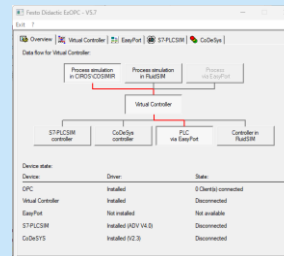 Festo Didactic EzOPC - V5.7
Exit ?
Overview Virtual Controller EasyPort S7-PLCSIM CoDeSys
Data flow for Virtual Controller:
Process simulation in CIROS\COSIMIR
Process simulation in FluidSIM
Process via EasyPort
Virtual Controller
S7-PLCSIM controller
CoDeSys controller
PLC via EasyPort
Controller in FluidSIM
Device state:
Device: Driver: State:
OPC Installed 0 Client(s) connected
Virtual Controller Installed Disconnected
EasyPort Not installed Not available
S7-PLCSIM Installed (ADV V4.0) Disconnected
CoDeSYS Installed (V2.3) Disconnected